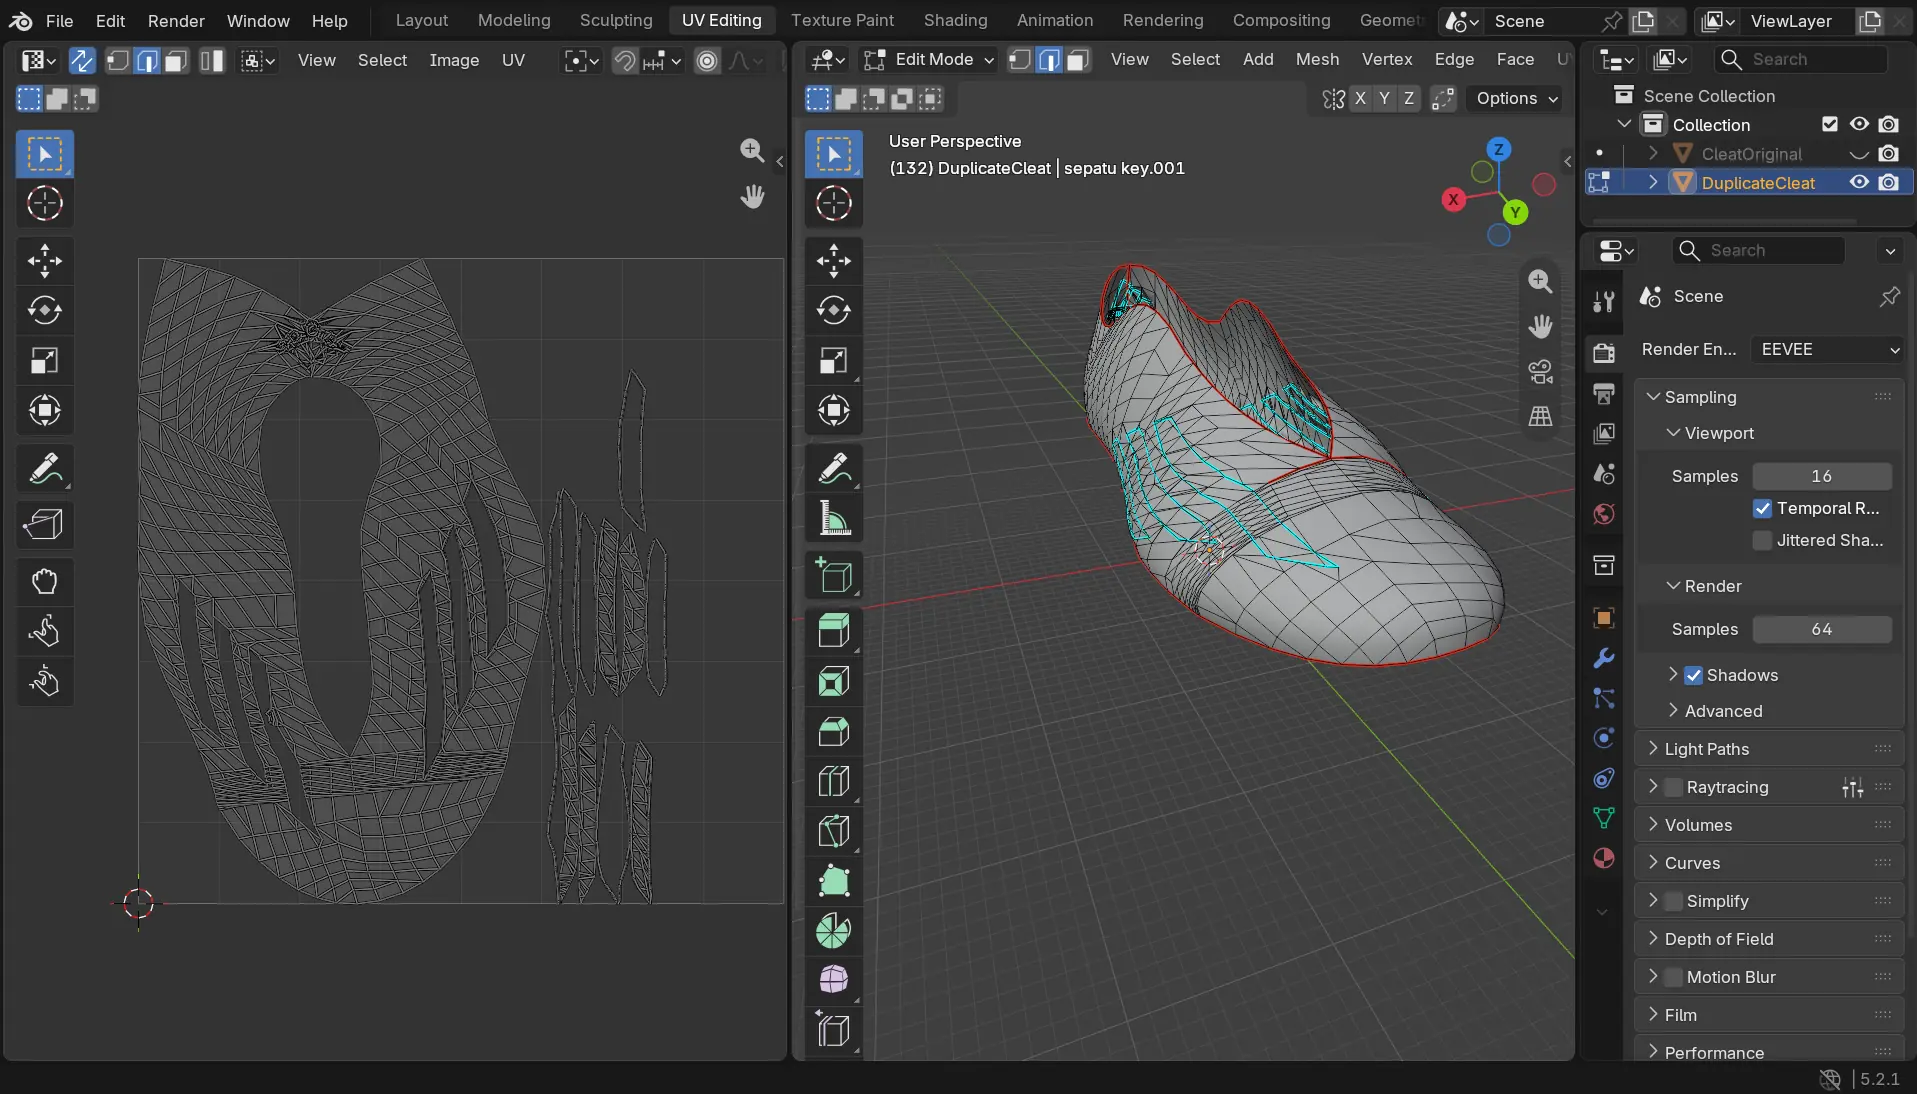 File Edit Render Window Help Layout Modeling Sculpting UV Editing Texture Paint Shading Animation Rendering Compositing Geomet Scene ViewLayer
View Select Image UV Edit Mode View Select Add Mesh Vertex Edge Face U Search
X Y Z Options
Scene Collection
Collection
CleatOriginal
DuplicateCleat
User Perspective
(132) DuplicateCleat | sepatu key.001
Z
X
Y
Search
Scene
Render En... EEVEE
Sampling
Viewport
Samples 16
Temporal R...
Jittered Sha...
Render
Samples 64
Shadows
Advanced
Light Paths
Raytracing
Volumes
Curves
Simplify
Depth of Field
Motion Blur
Film
Performance
5.2.1